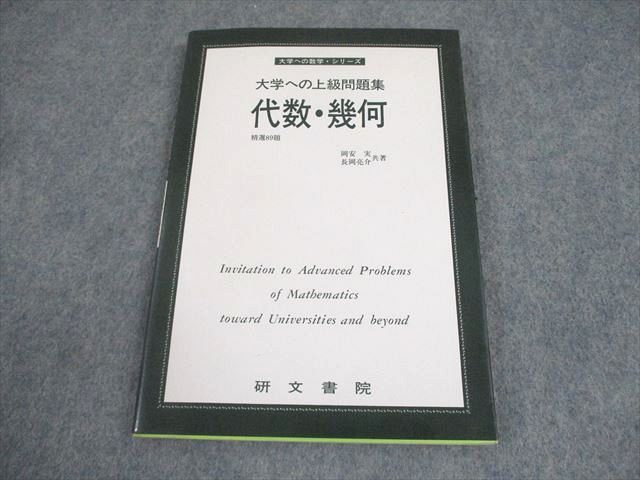 大学への数学・シリーズ
大学への上級問題集
代数・幾何
精選89題
岡安 実
長岡亮介 共著
Invitation to Advanced Problems
of Mathematics
toward Universities and beyond
研文書院